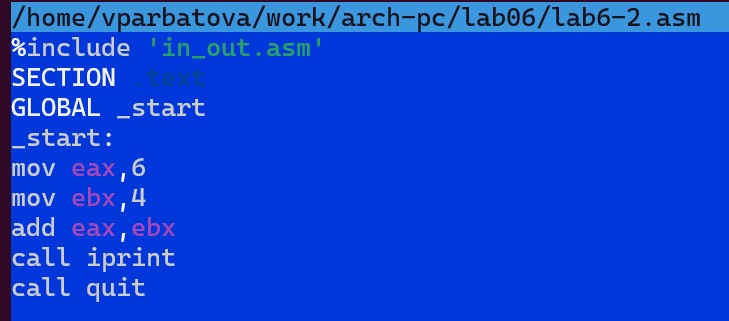 /home/vparbatova/work/arch-pc/lab06/lab6-2.asm
%include 'in_out.asm'
SECTION .text
GLOBAL _start
_start:
mov eax,6
mov ebx,4
add eax,ebx
call iprint
call quit